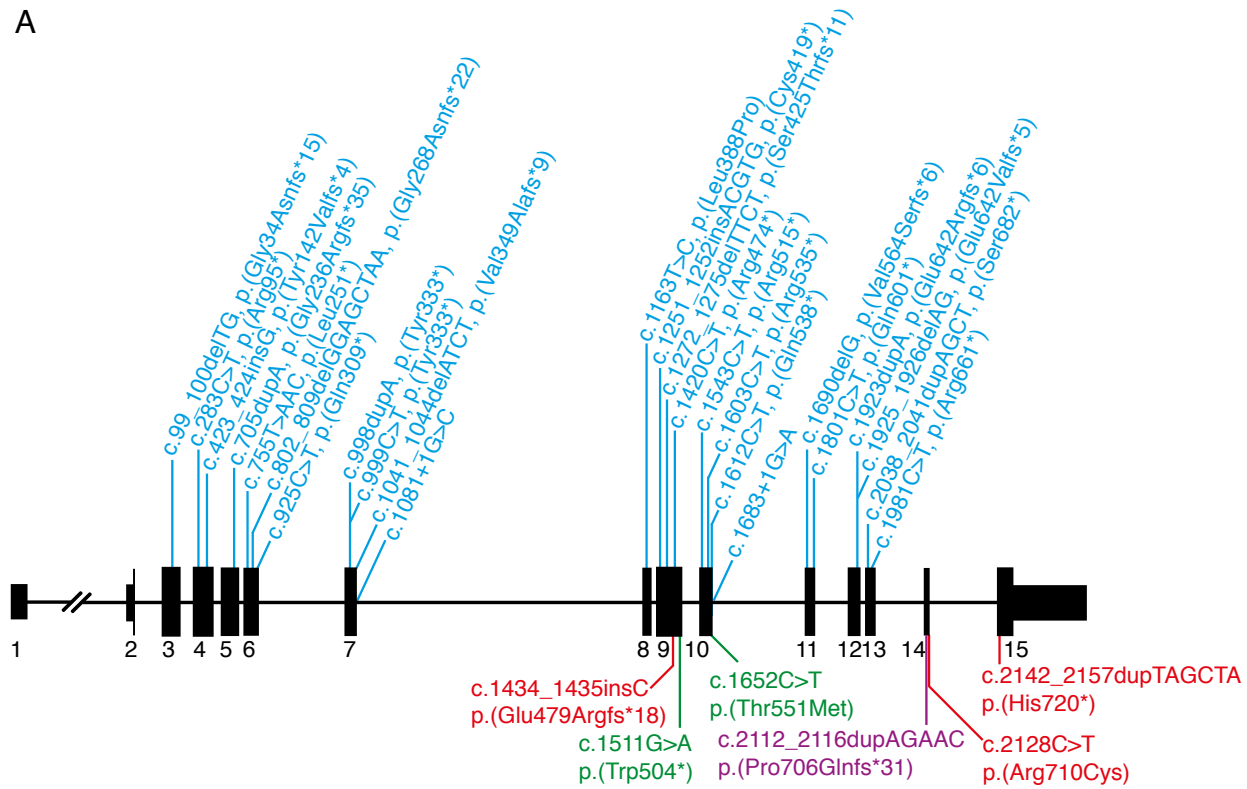 A
c.99_100delTG, p.(Gly34Asnfs*15)
c.283C>T, p.(Arg95*)
c.423_424insG, p.(Tyr142Valfs*4)
c.705dupA, p.(Gly236Argfs*35)
c.755T>AAC, p.(Leu251*)
c.802_809delGGAGCTAA, p.(Gly268Asnfs*22)
c.925C>T, p.(Gln309*)
c.998dupA, p.(Tyr333*)
c.999C>T, p.(Tyr333*)
c.1041_1044delATCT, p.(Val349Alafs*9)
c.1081+1G>C
c.1163T>C, p.(Leu388Pro)
c.1251_1252insACGTG, p.(Cys419*)
c.1272_1275delTTCT, p.(Ser425Thrfs*11)
c.1420C>T, p.(Arg474*)
c.1543C>T, p.(Arg515*)
c.1603C>T, p.(Arg535*)
c.1612C>T, p.(Gln538*)
c.1683+1G>A
c.1690delG, p.(Val564Serfs*6)
c.1801C>T, p.(Gln601*)
c.1923dupA, p.(Glu642Argfs*6)
c.1925_1926delAG, p.(Glu642Valfs*5)
c.2038_2041dupAGCT, p.(Ser682*)
c.1981C>T, p.(Arg661*)
1 2 3 4 5 6 7 8 9 10 11 12 13 14 15
c.1434_1435insC
p.(Glu479Argfs*18)
c.1511G>A
p.(Trp504*)
c.1652C>T
p.(Thr551Met)
c.2112_2116dupAGAAC
p.(Pro706Glnfs*31)
c.2142_2157dupTAGCTA
p.(His720*)
c.2128C>T
p.(Arg710Cys)